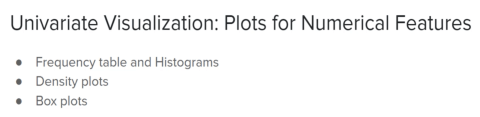 Univariate Visualization: Plots for Numerical Features
● Frequency table and Histograms
● Density plots
● Box plots